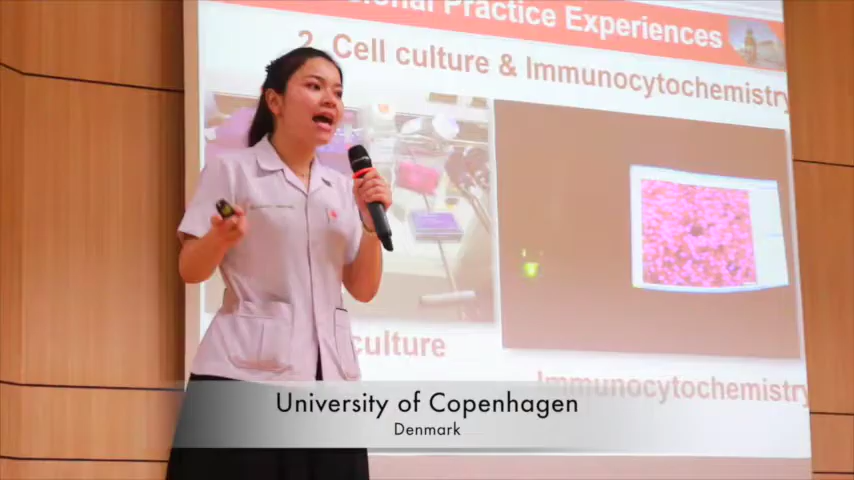 Practice Experiences
2. Cell culture & Immunocytochemistry
culture
Immunocytochemistry
University of Copenhagen
Denmark